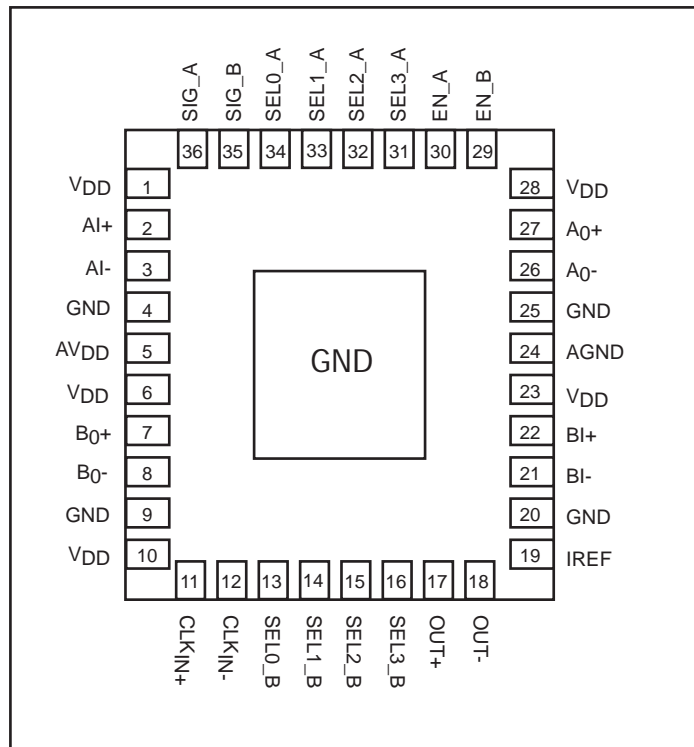 SIG_A
SIG_B
SEL0_A
SEL1_A
SEL2_A
SEL3_A
EN_A
EN_B
36 35 34 33 32 31 30 29
VDD 1
AI+ 2
AI- 3
GND 4
AVDD 5
VDD 6
B0+ 7
B0- 8
GND 9
VDD 10
GND
28 VDD
27 A0+
26 A0-
25 GND
24 AGND
23 VDD
22 BI+
21 BI-
20 GND
19 IREF
11 12 13 14 15 16 17 18
CLKIN+
CLKIN-
SEL0_B
SEL1_B
SEL2_B
SEL3_B
OUT+
OUT-